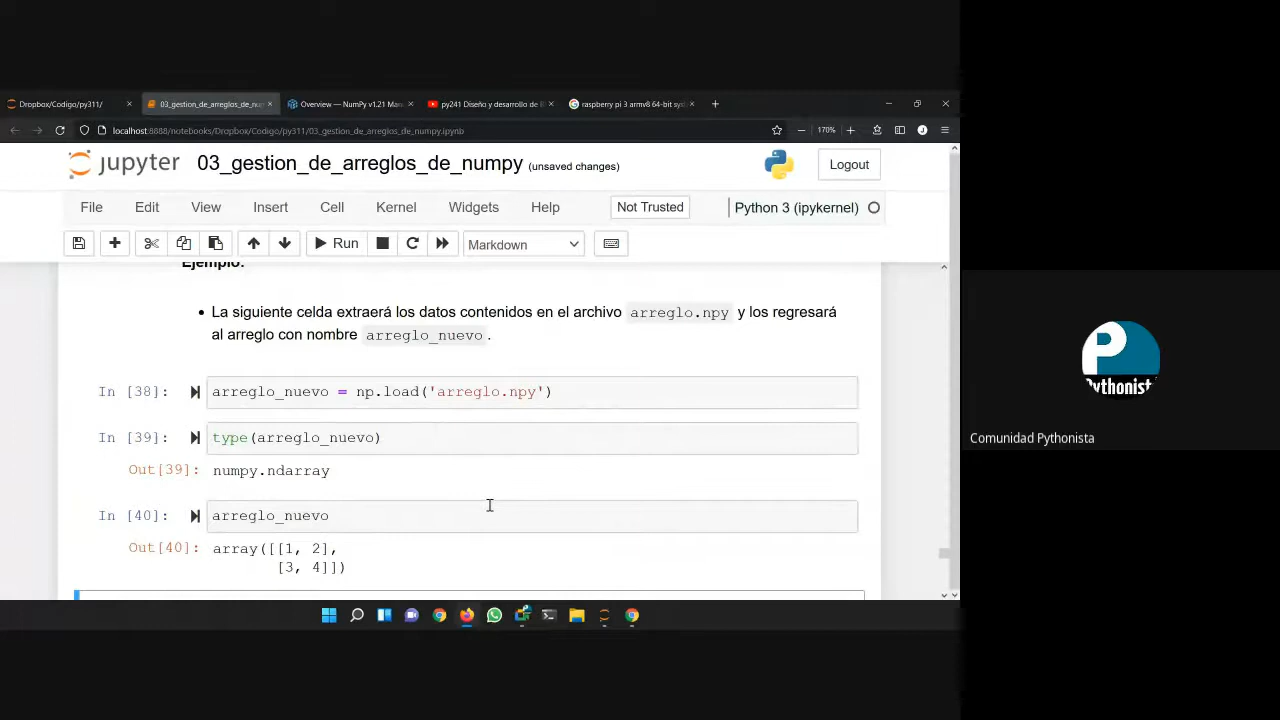 Dropbox/Codigo/py311/
03_gestion_de_arreglos_de_num
Overview — NumPy v1.21 Man
py241 Diseño y desarrollo de
raspberry pi 3 armv8 64-bit sys
localhost:8888/notebooks/Dropbox/Codigo/py311/03_gestion_de_arreglos_de_numpy.ipynb
170%
jupyter 03_gestion_de_arreglos_de_numpy (unsaved changes)
Logout
File Edit View Insert Cell Kernel Widgets Help Not Trusted Python 3 (ipykernel)
Run Markdown
Ejemplo:
• La siguiente celda extraerá los datos contenidos en el archivo arreglo.npy y los regresará
al arreglo con nombre arreglo_nuevo.
In [38]: arreglo_nuevo = np.load('arreglo.npy')
In [39]: type(arreglo_nuevo)
Out[39]: numpy.ndarray
In [40]: arreglo_nuevo
Out[40]: array([[1, 2],
[3, 4]])
Pythonist
Comunidad Pythonista